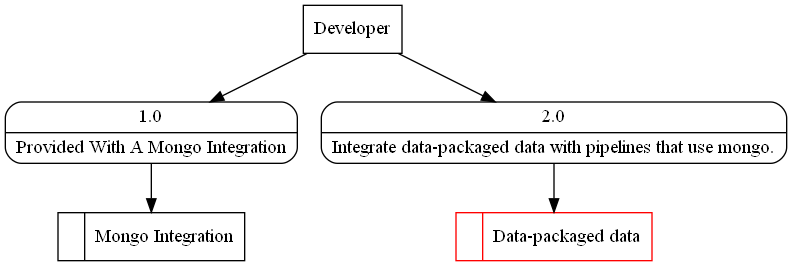 Developer
1.0
Provided With A Mongo Integration
2.0
Integrate data-packaged data with pipelines that use mongo.
Mongo Integration
Data-packaged data